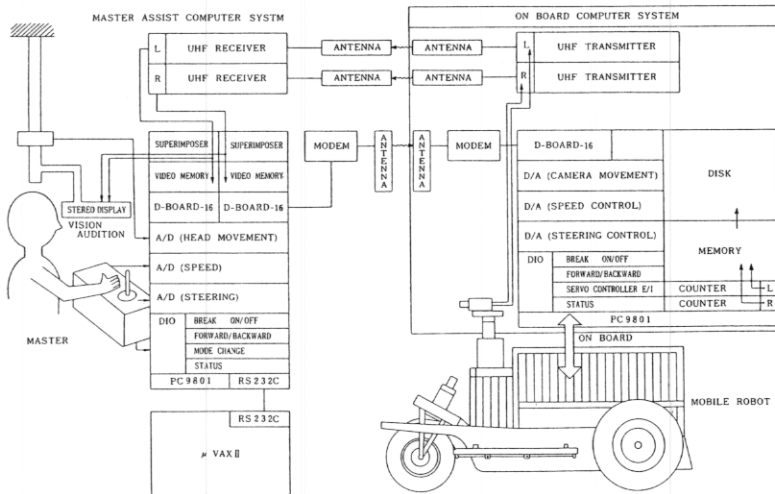 MASTER ASSIST COMPUTER SYSTM
L
UHF RECEIVER
R
UHF RECEIVER
ANTENNA
ANTENNA
ANTENNA
ANTENNA
ON BOARD COMPUTER SYSTEM
L
UHF TRANSMITTER
R
UHF TRANSMITTER
SUPERIMPOSER
SUPERIMPOSER
VIDEO MEMORY
VIDEO MEMORY
D-BOARD-16
D-BOARD-16
A/D (HEAD MOVEMENT)
A/D (SPEED)
A/D (STEERING)
DIO
BREAK ON/OFF
FORWARD/BACKWARD
MODE CHANGE
STATUS
PC9801
RS232C
RS232C
μ VAXⅡ
STEREO DISPLAY
VISION
AUDITION
MASTER
MODEM
ANTENNA
ANTENNA
MODEM
D-BOARD-16
D/A (CAMERA MOVEMENT)
D/A (SPEED CONTROL)
D/A (STEERING CONTROL)
DIO
BREAK ON/OFF
FORWARD/BACKWARD
SERVO CONTROLLER E/I
STATUS
DISK
MEMORY
COUNTER
L
COUNTER
R
PC9801
ON BOARD
MOBILE ROBOT